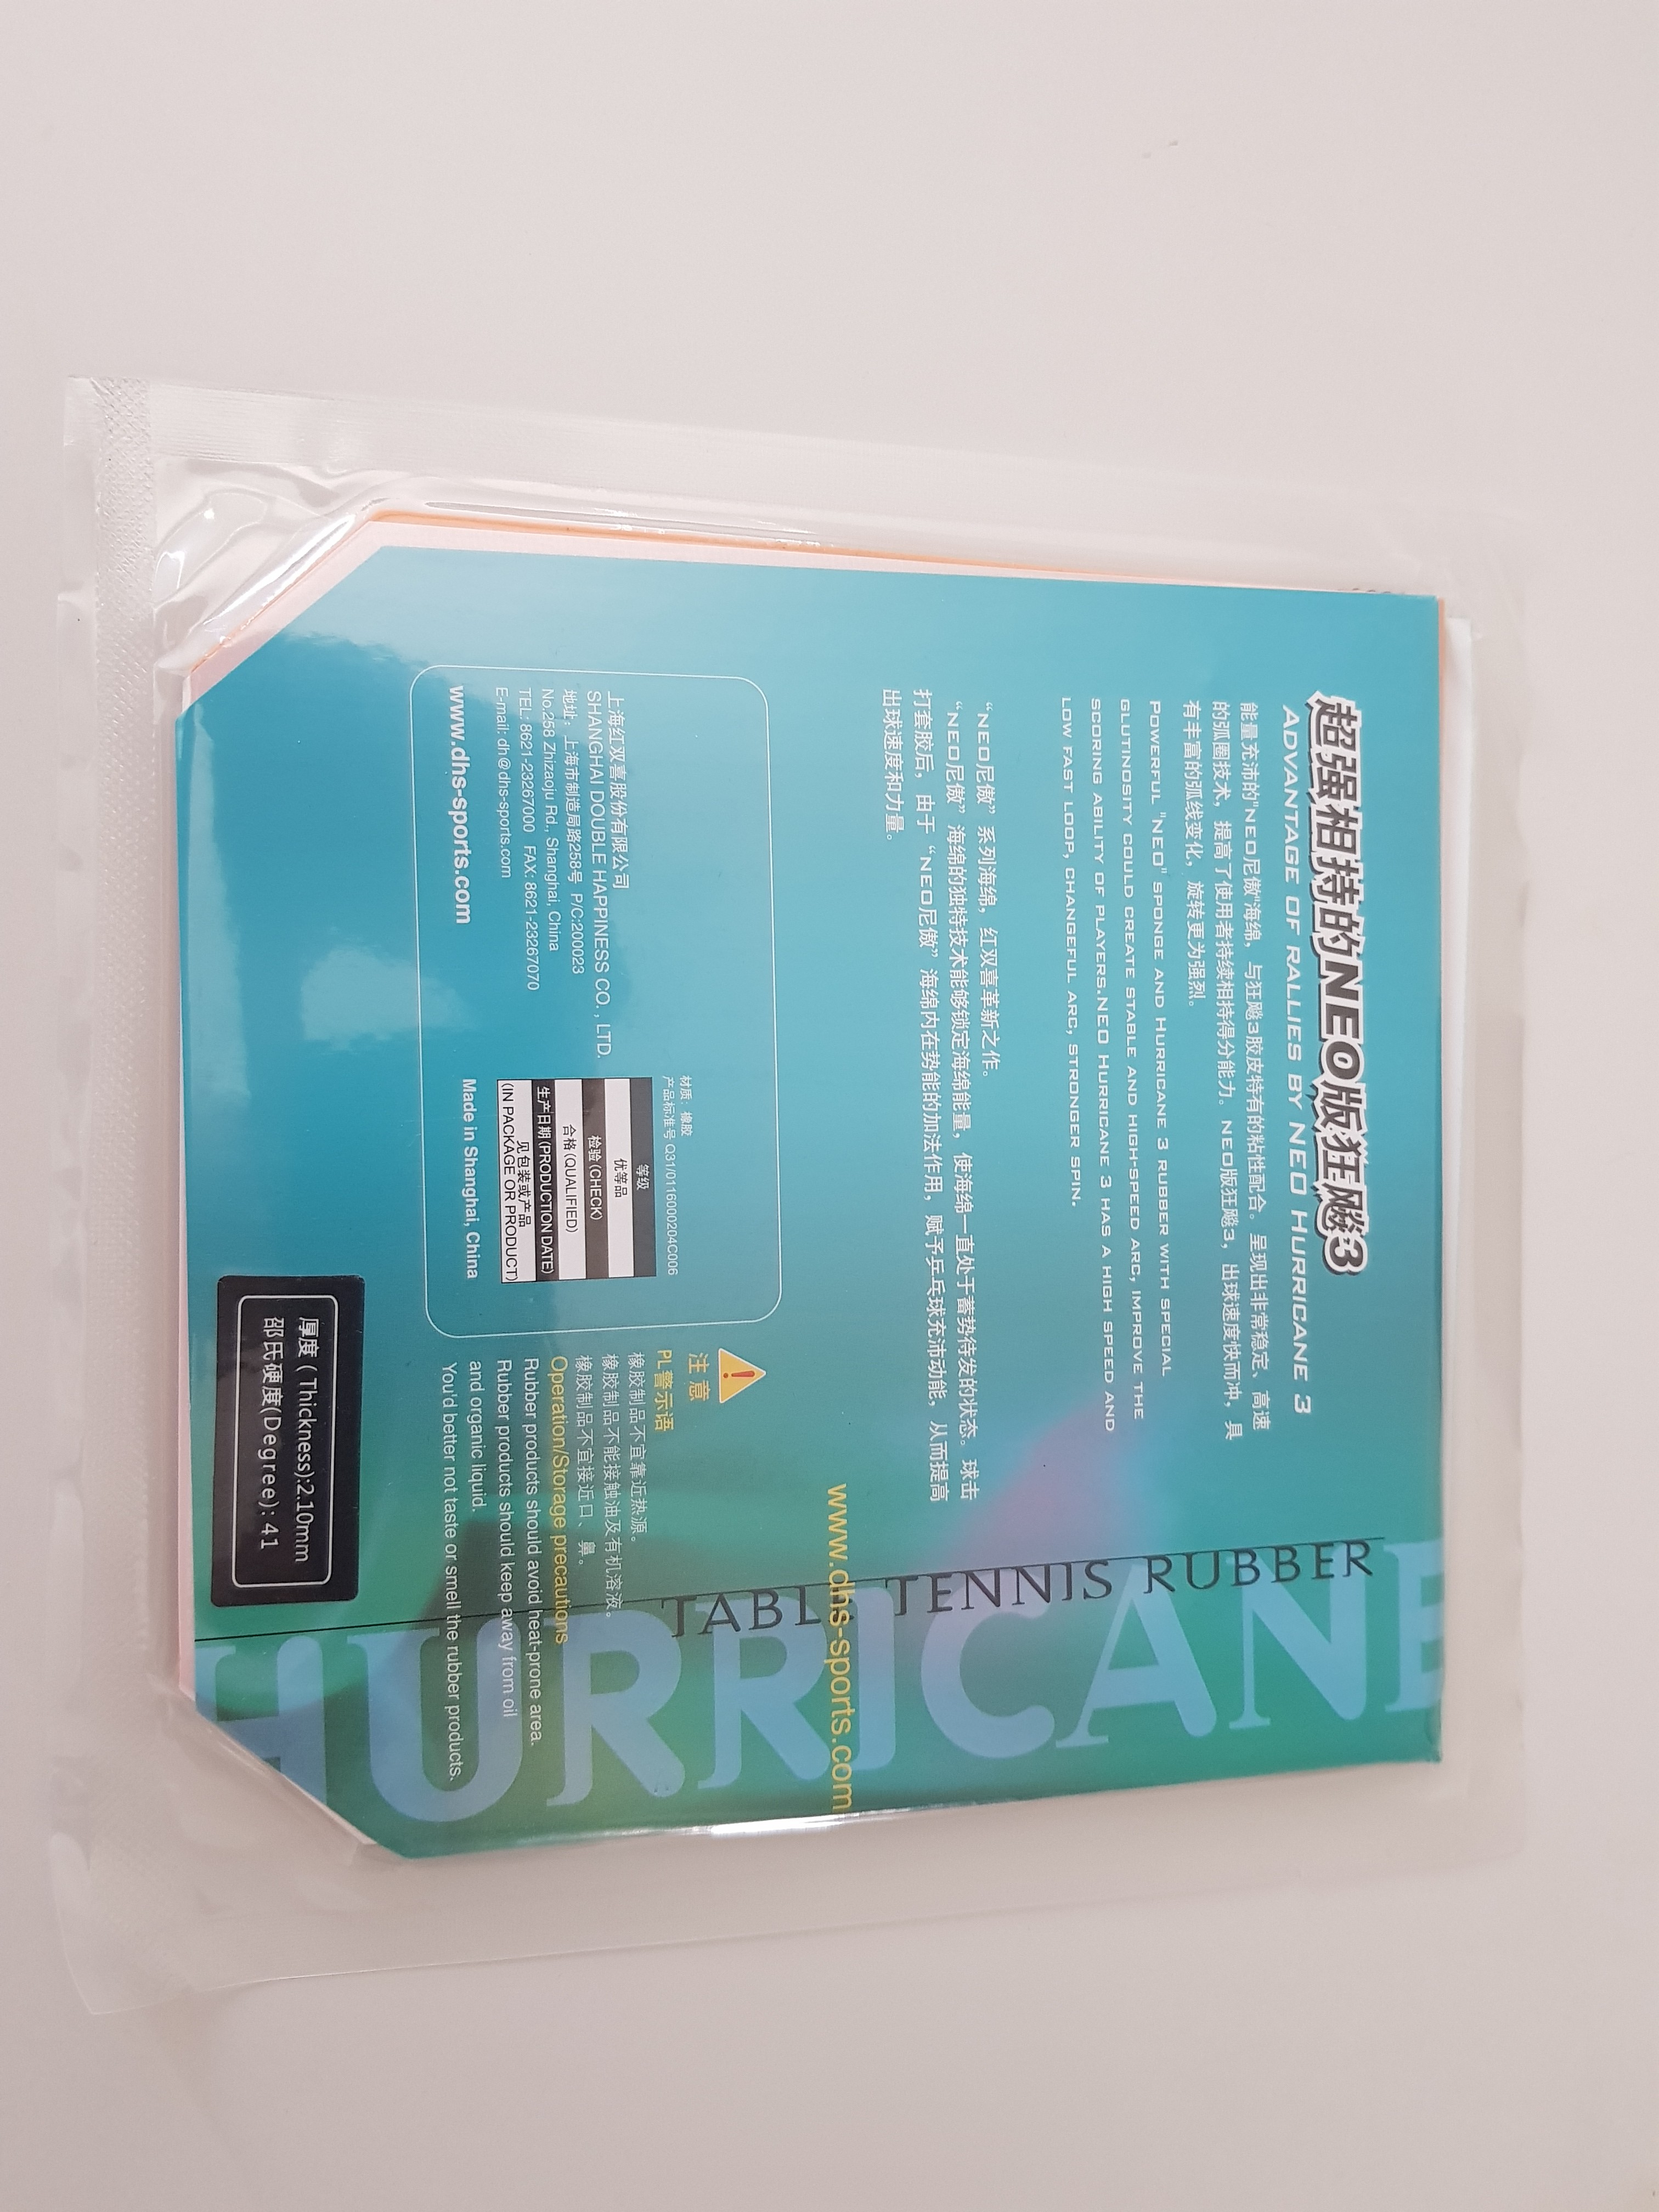 超强相持的NEO版狂飚3
ADVANTAGE OF RALLIES BY NEO HURRICANE 3
能量充沛的"NEO尼傲"海绵，与狂飚3胶皮特有的粘性配合。呈现出非常稳定、高速
的弧圈技术，提高了使用者持续相持得分能力。NEO版狂飚3，出球速度快而冲，具
有丰富的弧线变化，旋转更为强烈。
POWERFUL "NEO" SPONGE AND HURRICANE 3 RUBBER WITH SPECIAL
GLUTINOSITY COULD CREATE STABLE AND HIGH-SPEED ARC, IMPROVE THE
SCORING ABILITY OF PLAYERS.NEO HURRICANE 3 HAS A HIGH SPEED AND
LOW FAST LOOP, CHANGEFUL ARC, STRONGER SPIN.
“NEO尼傲”系列海绵，红双喜革新之作。
“NEO尼傲”海绵的独特技术能够锁定海绵能量，使海绵一直处于蓄势待发的状态。球击
打套胶后，由于“NEO尼傲”海绵内在势能的加法作用，赋予乒乓球充沛动能，从而提高
出球速度和力量。
www.dhs-sports.com
TABLE TENNIS RUBBER
HURRICANE
上海红双喜股份有限公司
SHANGHAI DOUBLE HAPPINESS CO., LTD.
地址：上海市制造局路258号 P/C:200023
No.258 Zhizaoju Rd., Shanghai, China
TEL: 8621-23267000 FAX: 8621-23267070
E-mail: dh@dhs-sports.com
www.dhs-sports.com
材质：橡胶
产品标准号 Q31/0116000204C006
等级
优等品
检验(CHECK)
合格(QUALIFIED)
生产日期(PRODUCTION DATE)
见包装或产品
(IN PACKAGE OR PRODUCT)
Made in Shanghai, China
注 意
PL警示语
橡胶制品不宜靠近热源。
橡胶制品不能接触油及有机溶液。
橡胶制品不宜接近口、鼻。
Operation/Storage precautions
Rubber products should avoid heat-prone area.
Rubber products should keep away from oil
and organic liquid.
You'd better not taste or smell the rubber products.
厚度 ( Thickness):2.10mm
邵氏硬度(Degree): 41